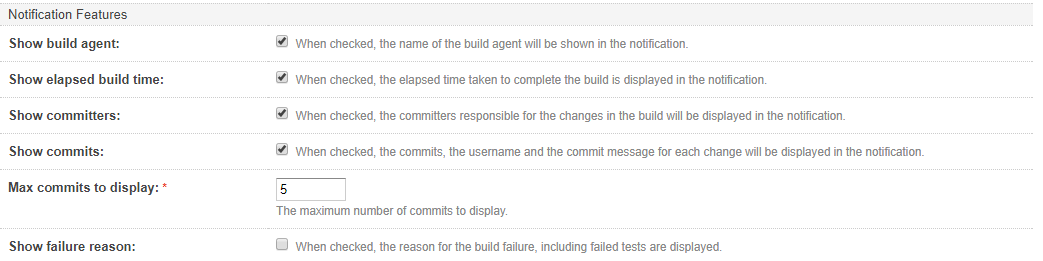 Notification Features
Show build agent: When checked, the name of the build agent will be shown in the notification.
Show elapsed build time: When checked, the elapsed time taken to complete the build is displayed in the notification.
Show committers: When checked, the committers responsible for the changes in the build will be displayed in the notification.
Show commits: When checked, the commits, the username and the commit message for each change will be displayed in the notification.
Max commits to display: * 5
The maximum number of commits to display.
Show failure reason: When checked, the reason for the build failure, including failed tests are displayed.